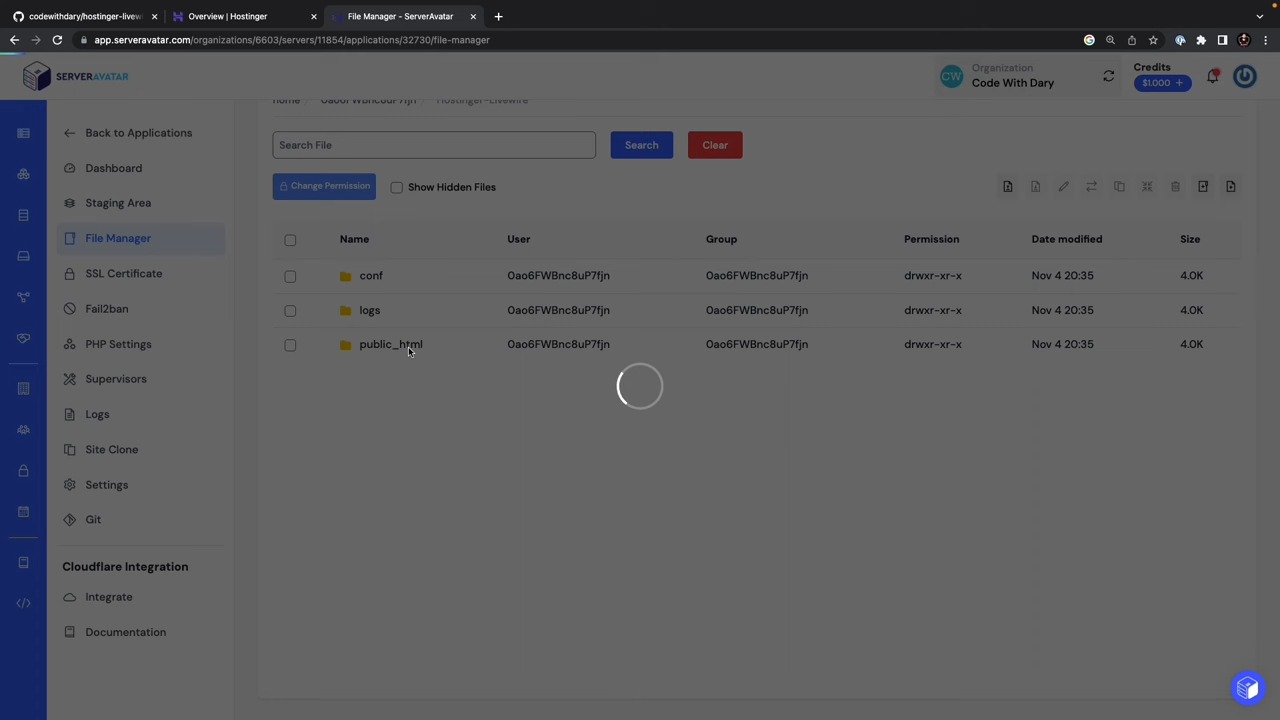 codewithdary/hostinger-livew
Overview | Hostinger
File Manager - ServerAvatar
app.serveravatar.com/organizations/6603/servers/11854/applications/32730/file-manager
SERVERAVATAR
CW
Organization
Code With Dary
Credits
$1.000 +
Back to Applications
Dashboard
Staging Area
File Manager
SSL Certificate
Fail2ban
PHP Settings
Supervisors
Logs
Site Clone
Settings
Git
Cloudflare Integration
Integrate
Documentation
Home / 0ao6FWBnc8uP7fjn / Hostinger-Livewire
Search File
Search
Clear
Change Permission
Show Hidden Files
Name User Group Permission Date modified Size
conf 0ao6FWBnc8uP7fjn 0ao6FWBnc8uP7fjn drwxr-xr-x Nov 4 20:35 4.0K
logs 0ao6FWBnc8uP7fjn 0ao6FWBnc8uP7fjn drwxr-xr-x Nov 4 20:35 4.0K
public_html 0ao6FWBnc8uP7fjn 0ao6FWBnc8uP7fjn drwxr-xr-x Nov 4 20:35 4.0K